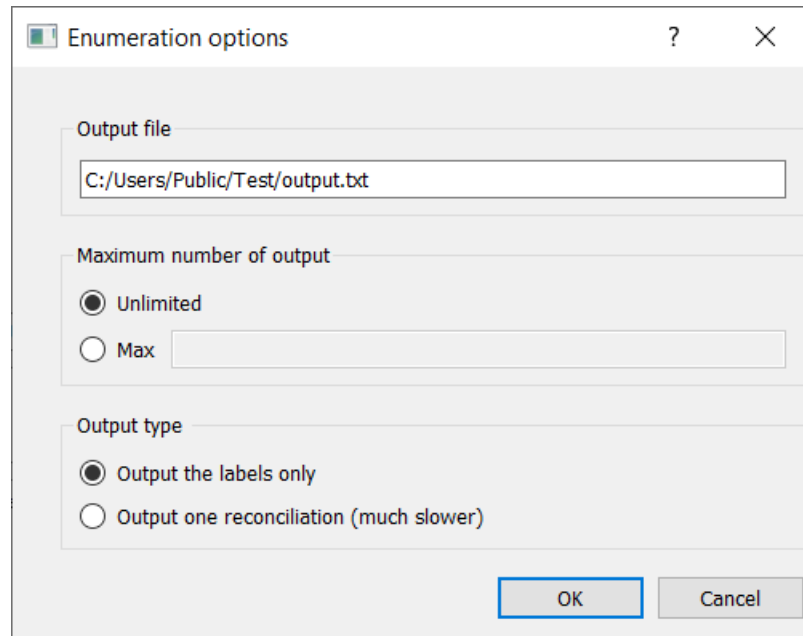 Enumeration options
Output file
C:/Users/Public/Test/output.txt
Maximum number of output
Unlimited
Max
Output type
Output the labels only
Output one reconciliation (much slower)
OK Cancel